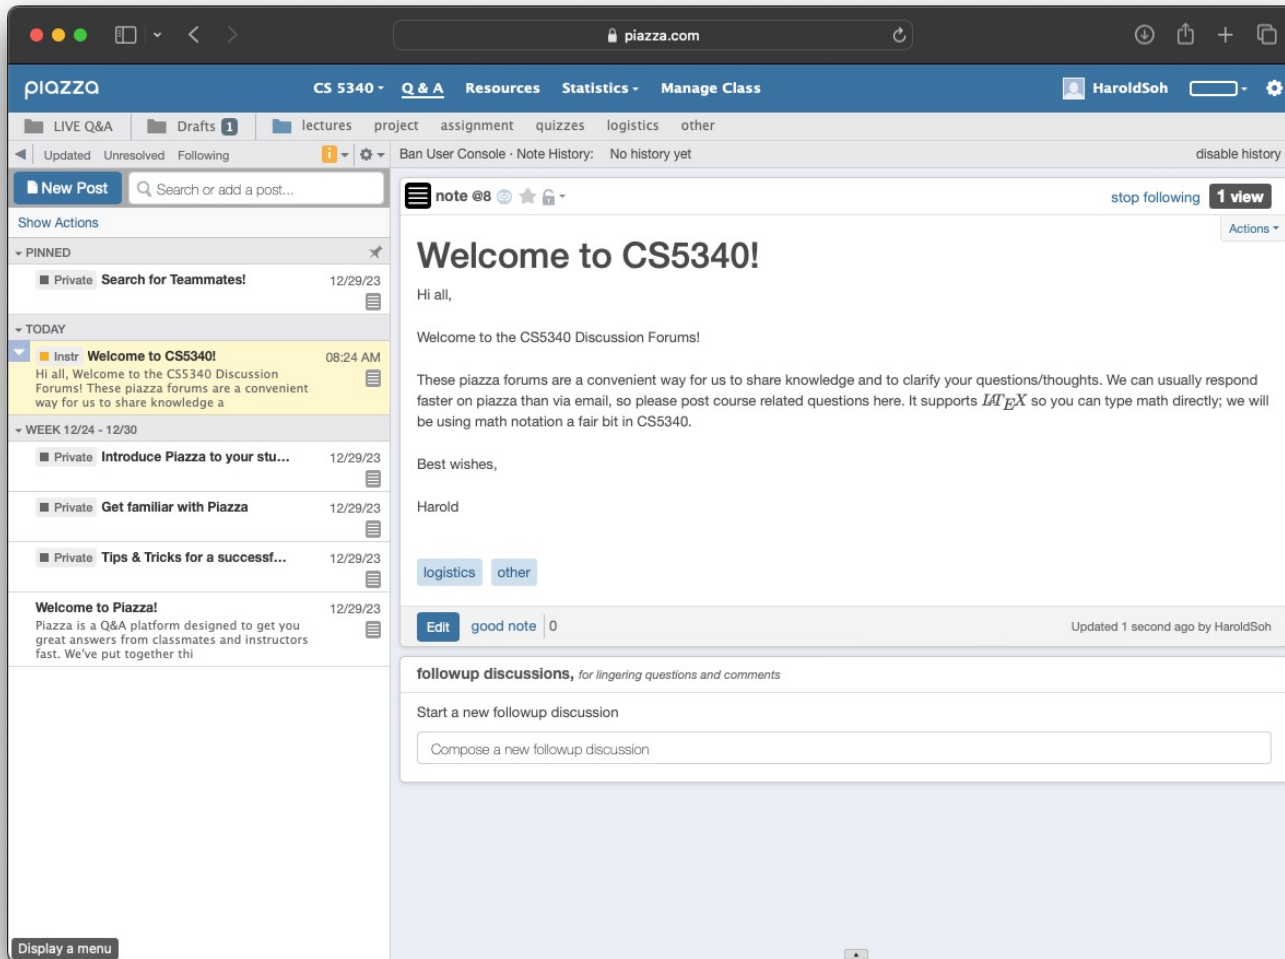 piazza.com
piazza
CS 5340
Q & A
Resources
Statistics
Manage Class
HaroldSoh
LIVE Q&A
Drafts 1
lectures
project
assignment
quizzes
logistics
other
Updated Unresolved Following
i
Ban User Console · Note History: No history yet
disable history
New Post
Search or add a post...
Show Actions
PINNED
Private Search for Teammates! 12/29/23
TODAY
Instr Welcome to CS5340! 08:24 AM
Hi all, Welcome to the CS5340 Discussion
Forums! These piazza forums are a convenient
way for us to share knowledge a
WEEK 12/24 - 12/30
Private Introduce Piazza to your stu... 12/29/23
Private Get familiar with Piazza 12/29/23
Private Tips & Tricks for a successf... 12/29/23
Welcome to Piazza! 12/29/23
Piazza is a Q&A platform designed to get you
great answers from classmates and instructors
fast. We've put together thi
Display a menu
note @8
stop following
1 view
Actions
Welcome to CS5340!
Hi all,
Welcome to the CS5340 Discussion Forums!
These piazza forums are a convenient way for us to share knowledge and to clarify your questions/thoughts. We can usually respond
faster on piazza than via email, so please post course related questions here. It supports LATEX so you can type math directly; we will
be using math notation a fair bit in CS5340.
Best wishes,
Harold
logistics other
Edit good note 0
Updated 1 second ago by HaroldSoh
followup discussions, for lingering questions and comments
Start a new followup discussion
Compose a new followup discussion